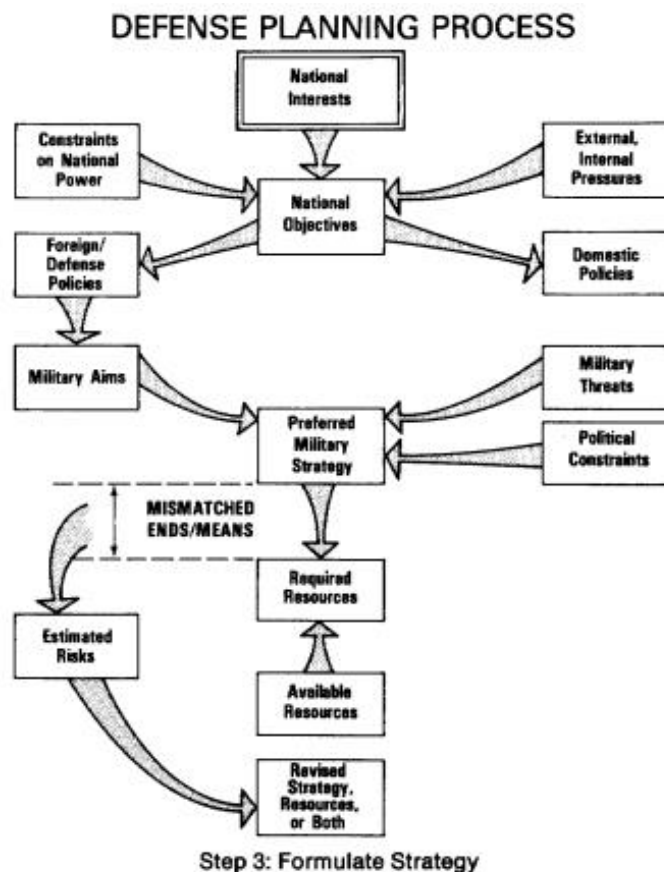 DEFENSE PLANNING PROCESS
National
Interests
Constraints
on National
Power
External,
Internal
Pressures
National
Objectives
Foreign/
Defense
Policies
Domestic
Policies
Military Aims
Military
Threats
Preferred
Military
Strategy
Political
Constraints
MISMATCHED
ENDS/MEANS
Required
Resources
Estimated
Risks
Available
Resources
Revised
Strategy,
Resources,
or Both
Step 3: Formulate Strategy